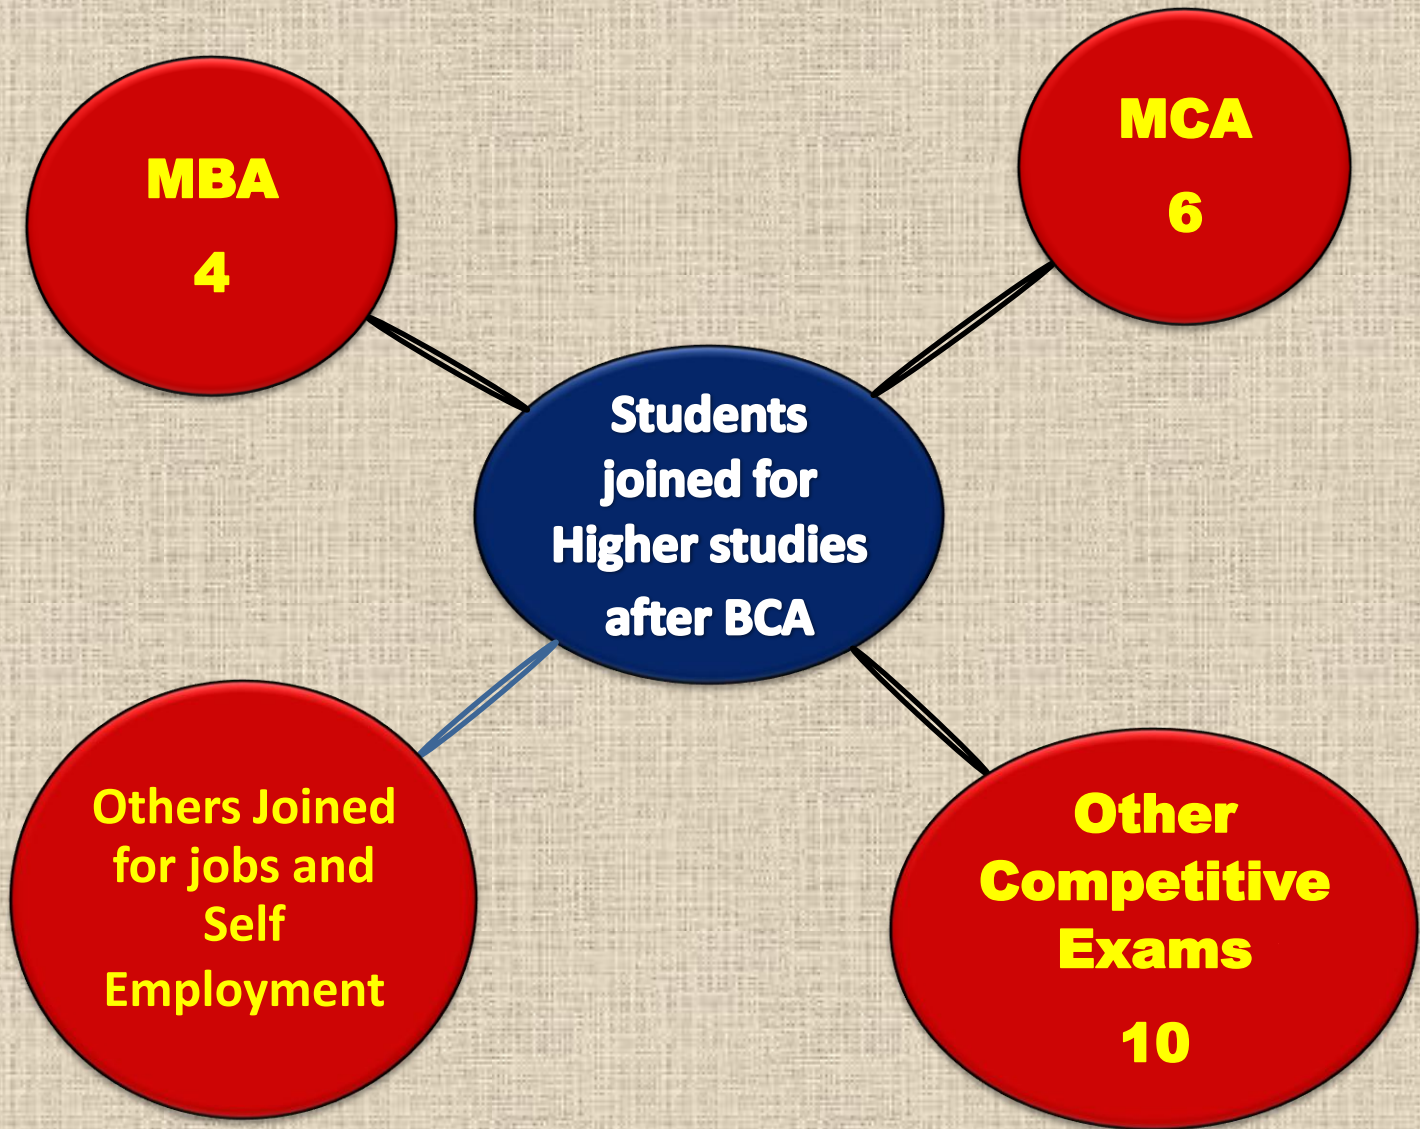 MBA
4
MCA
6
Students
joined for
Higher studies
after BCA
Others Joined
for jobs and
Self
Employment
Other
Competitive
Exams
10